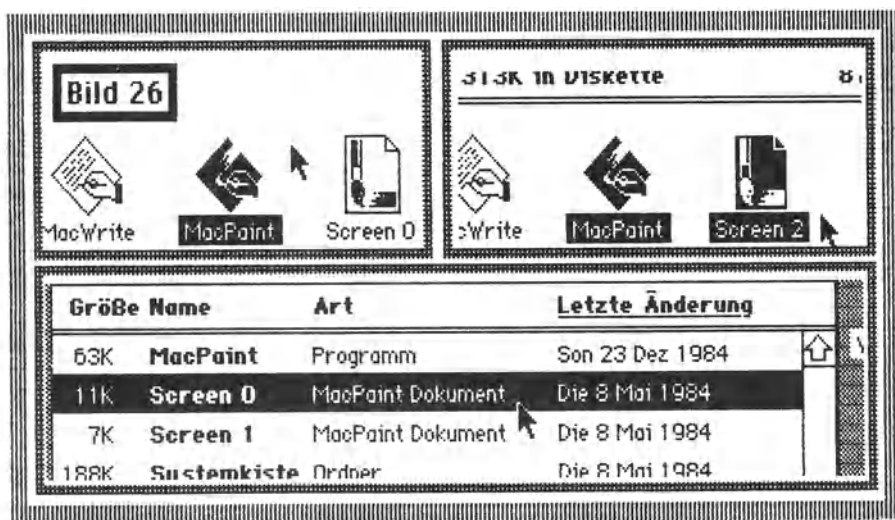 Bild 26
MacWrite MacPaint Screen 0
313K in Diskette
cWrite MacPaint Screen 2
Größe Name Art Letzte Änderung
63K MacPaint Programm Son 23 Dez 1984
11K Screen 0 MacPaint Dokument Die 8 Mai 1984
7K Screen 1 MacPaint Dokument Die 8 Mai 1984
188K Systemkiste Ordner Die 8 Mai 1984